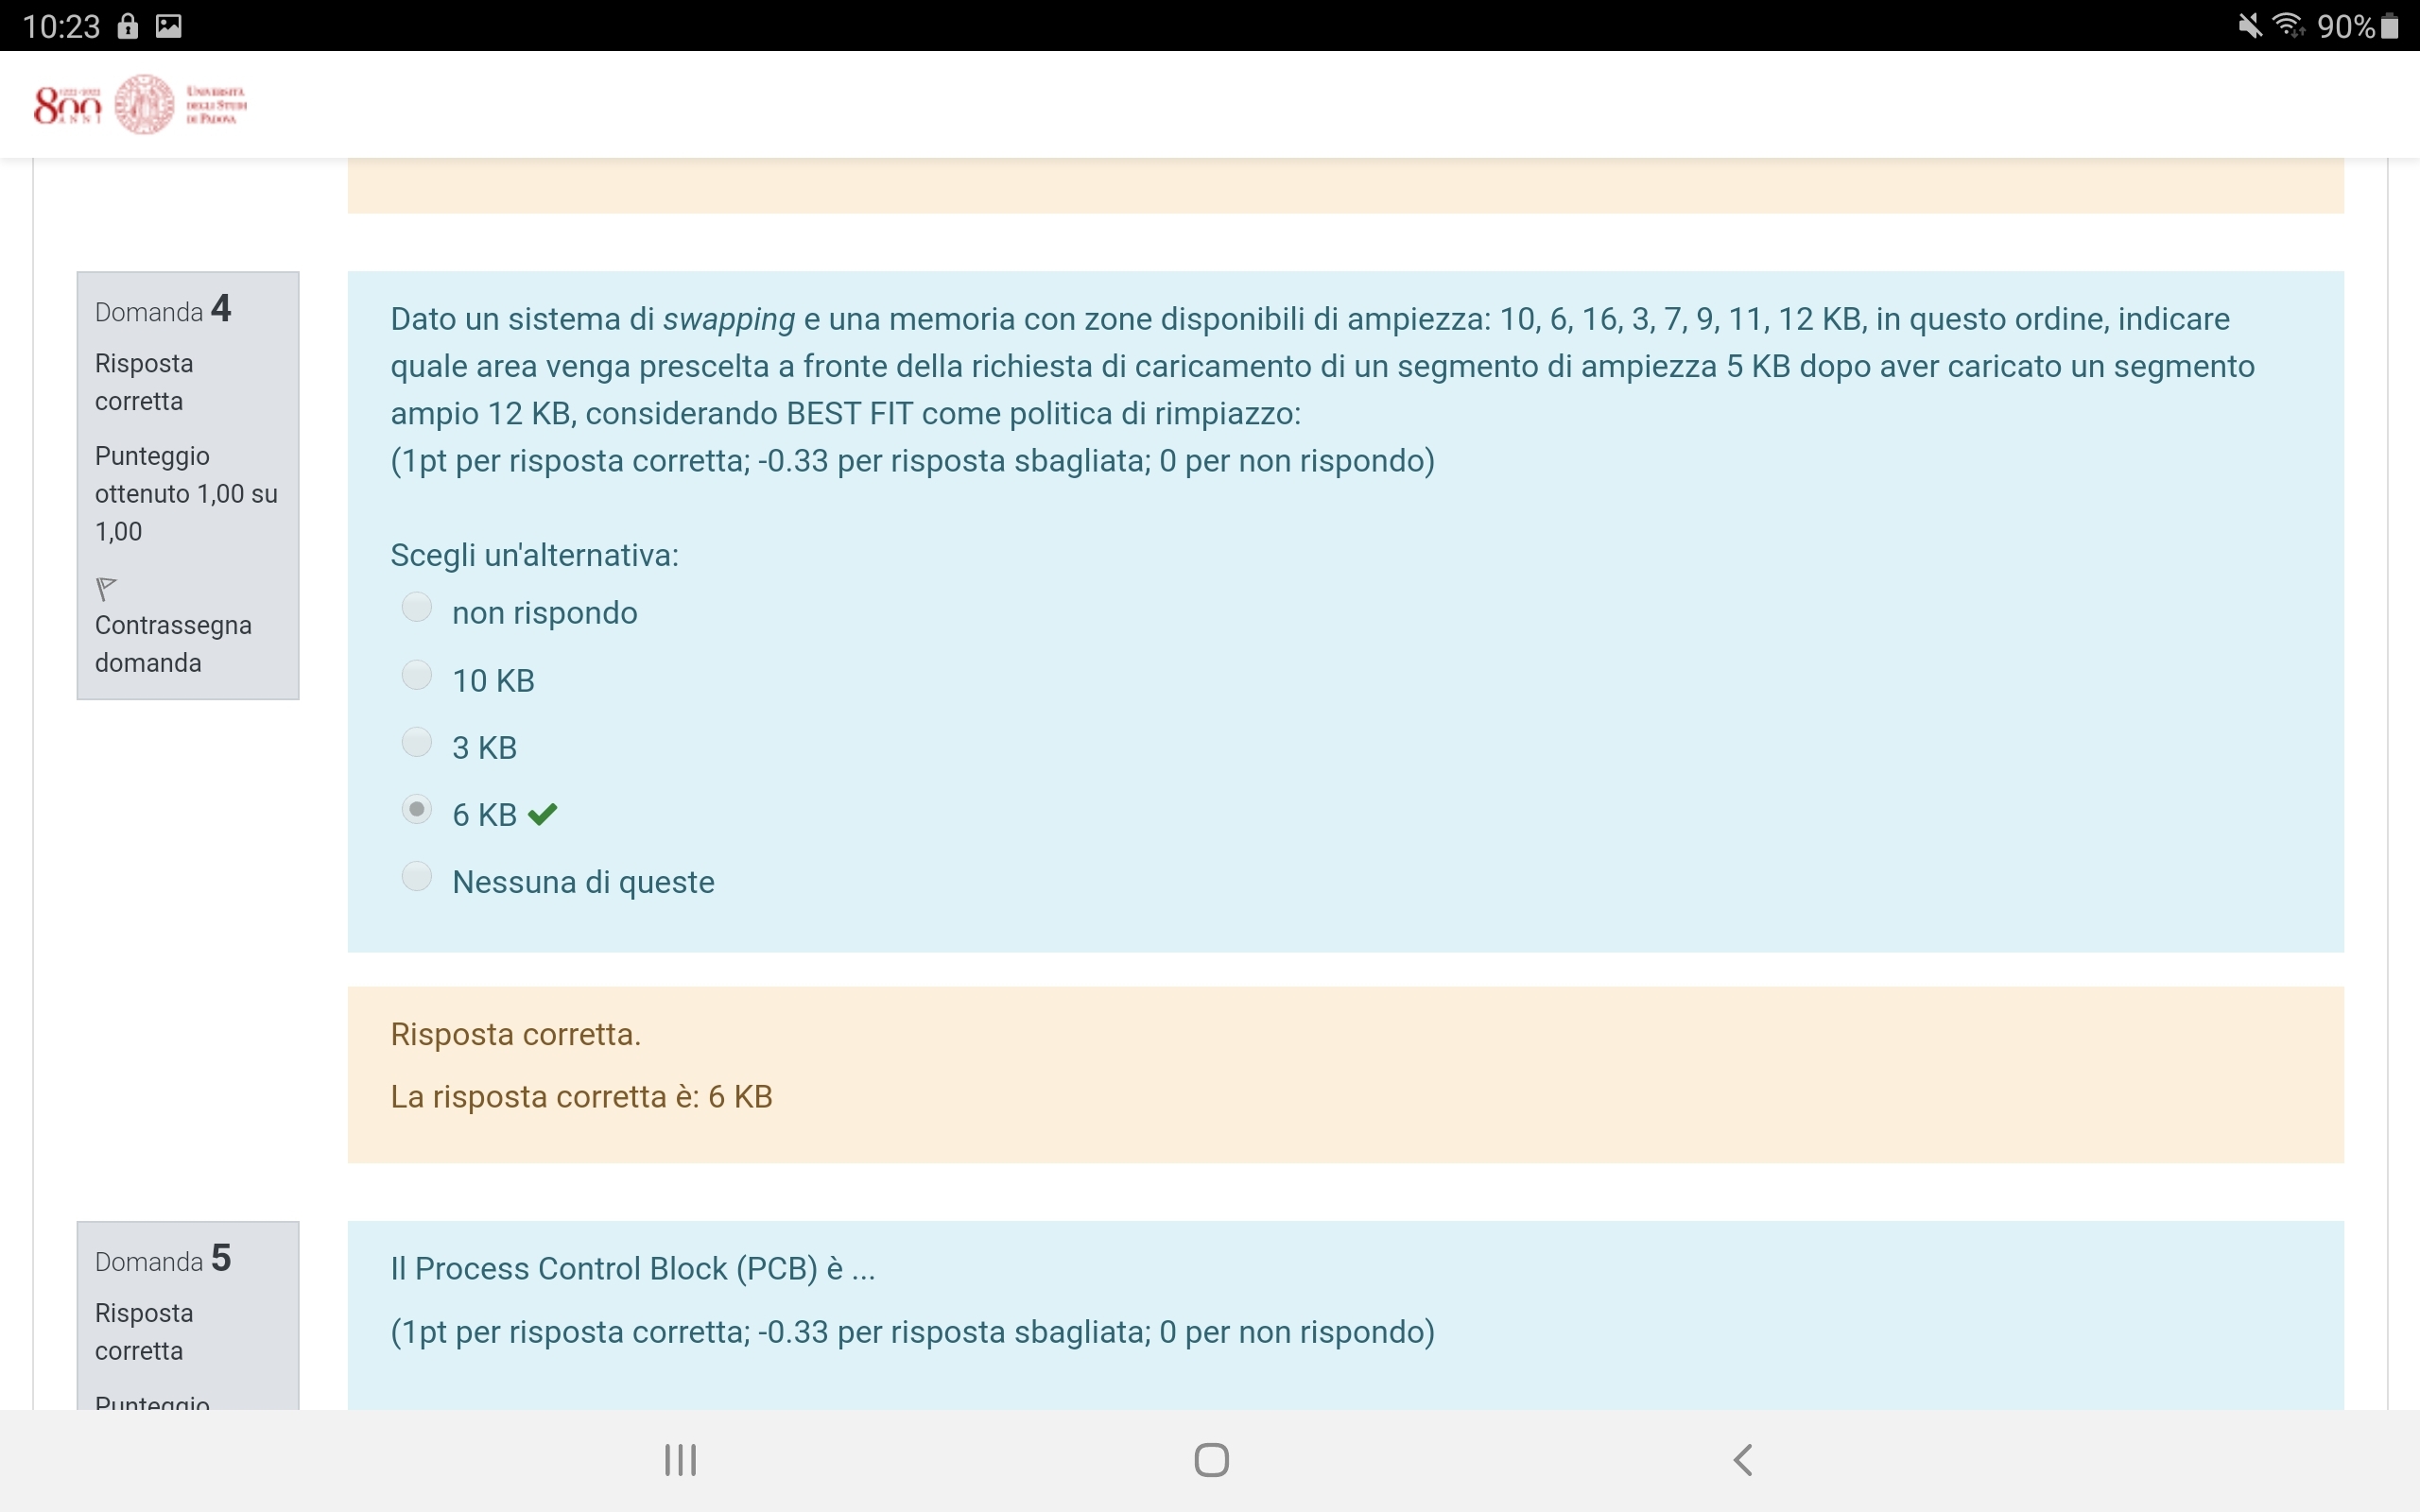 10:23
90%
800
1222-2022
ANNI
UNIVERSITÀ
DEGLI STUDI
DI PADOVA
Domanda 4
Risposta
corretta
Punteggio
ottenuto 1,00 su
1,00
Contrassegna
domanda
Dato un sistema di swapping e una memoria con zone disponibili di ampiezza: 10, 6, 16, 3, 7, 9, 11, 12 KB, in questo ordine, indicare
quale area venga prescelta a fronte della richiesta di caricamento di un segmento di ampiezza 5 KB dopo aver caricato un segmento
ampio 12 KB, considerando BEST FIT come politica di rimpiazzo:
(1pt per risposta corretta; -0.33 per risposta sbagliata; 0 per non rispondo)
Scegli un'alternativa:
non rispondo
10 KB
3 KB
6 KB
Nessuna di queste
Risposta corretta.
La risposta corretta è: 6 KB
Domanda 5
Risposta
corretta
Punteggio
Il Process Control Block (PCB) è ...
(1pt per risposta corretta; -0.33 per risposta sbagliata; 0 per non rispondo)